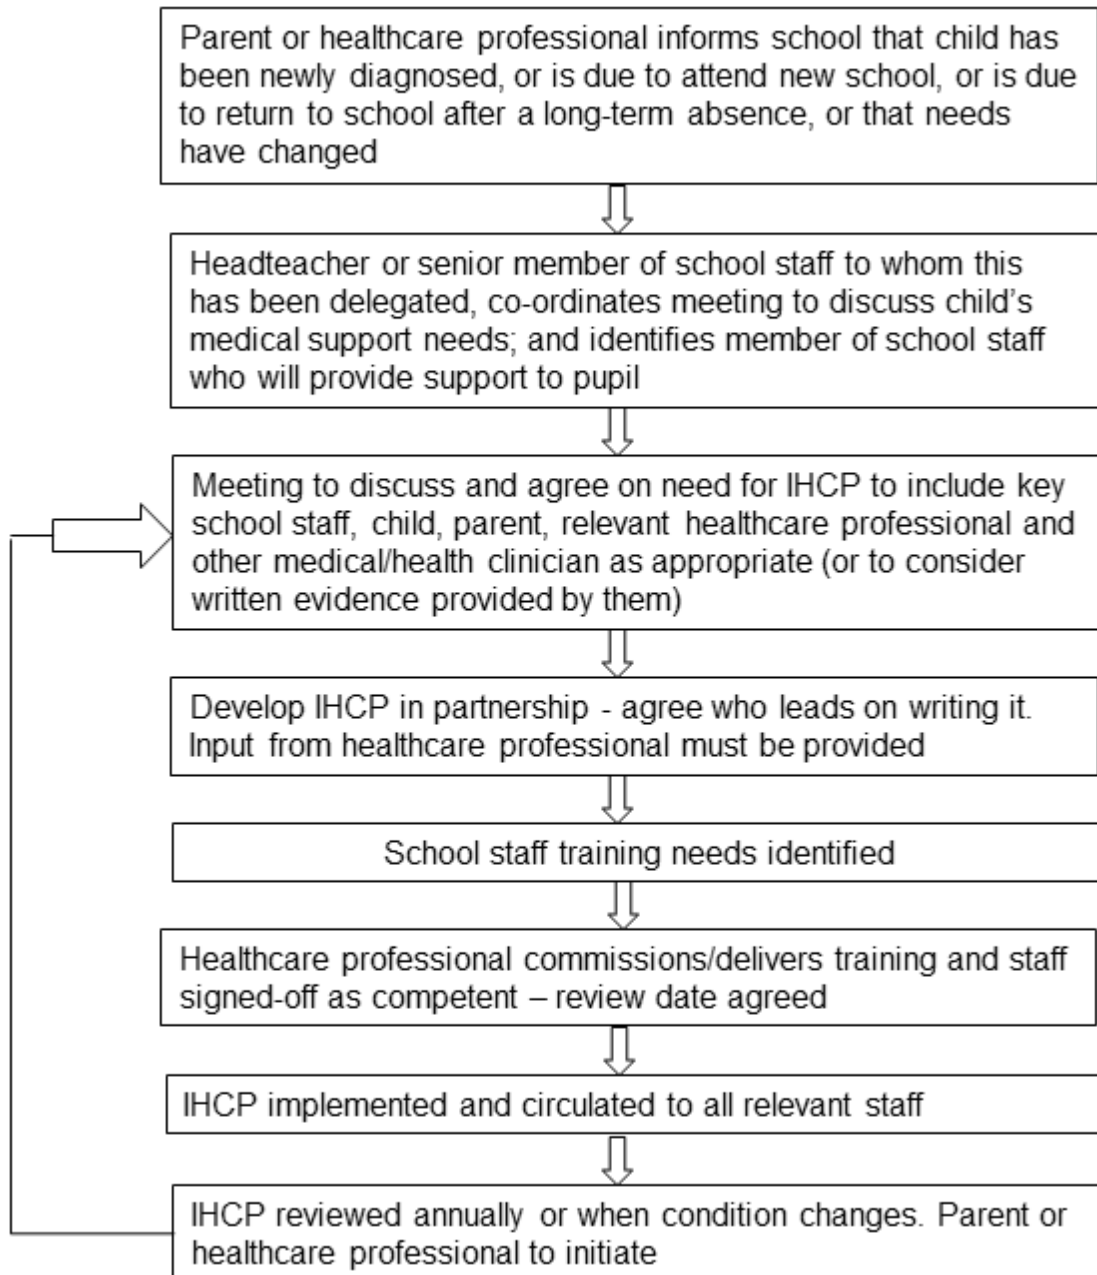 Parent or healthcare professional informs school that child has
been newly diagnosed, or is due to attend new school, or is due
to return to school after a long-term absence, or that needs
have changed
Headteacher or senior member of school staff to whom this
has been delegated, co-ordinates meeting to discuss child’s
medical support needs; and identifies member of school staff
who will provide support to pupil
Meeting to discuss and agree on need for IHCP to include key
school staff, child, parent, relevant healthcare professional and
other medical/health clinician as appropriate (or to consider
written evidence provided by them)
Develop IHCP in partnership - agree who leads on writing it.
Input from healthcare professional must be provided
School staff training needs identified
Healthcare professional commissions/delivers training and staff
signed-off as competent – review date agreed
IHCP implemented and circulated to all relevant staff
IHCP reviewed annually or when condition changes. Parent or
healthcare professional to initiate